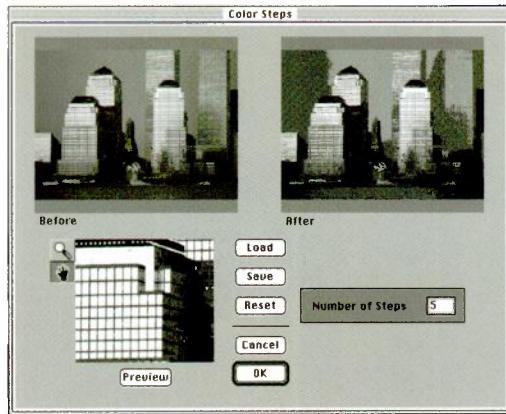 Color Steps
Before
After
Load
Save
Reset
Number of Steps 5
Cancel
Preview
OK